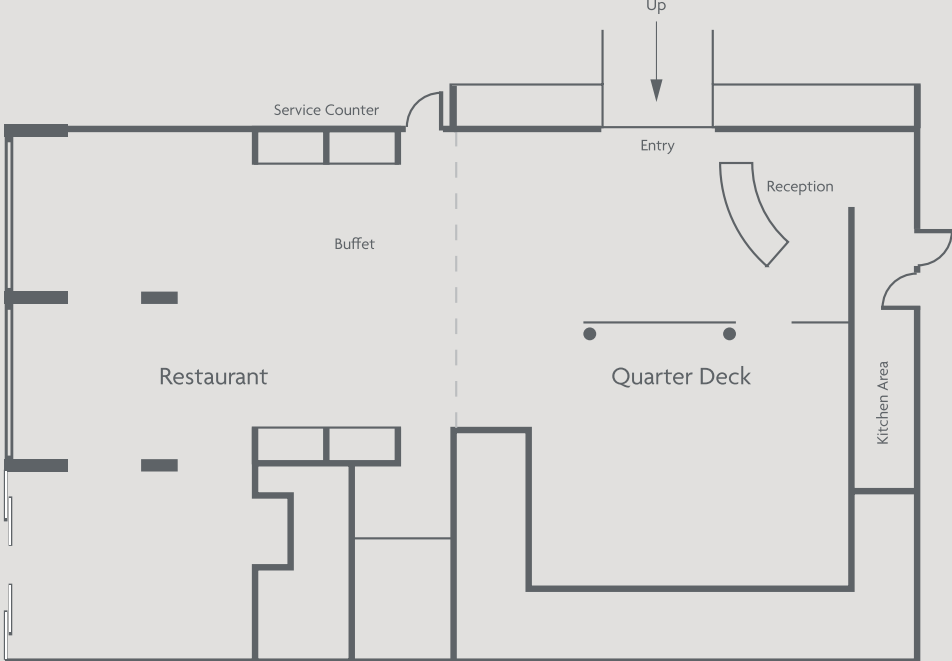 Up
Service Counter
Entry
Reception
Buffet
Restaurant
Quarter Deck
Kitchen Area